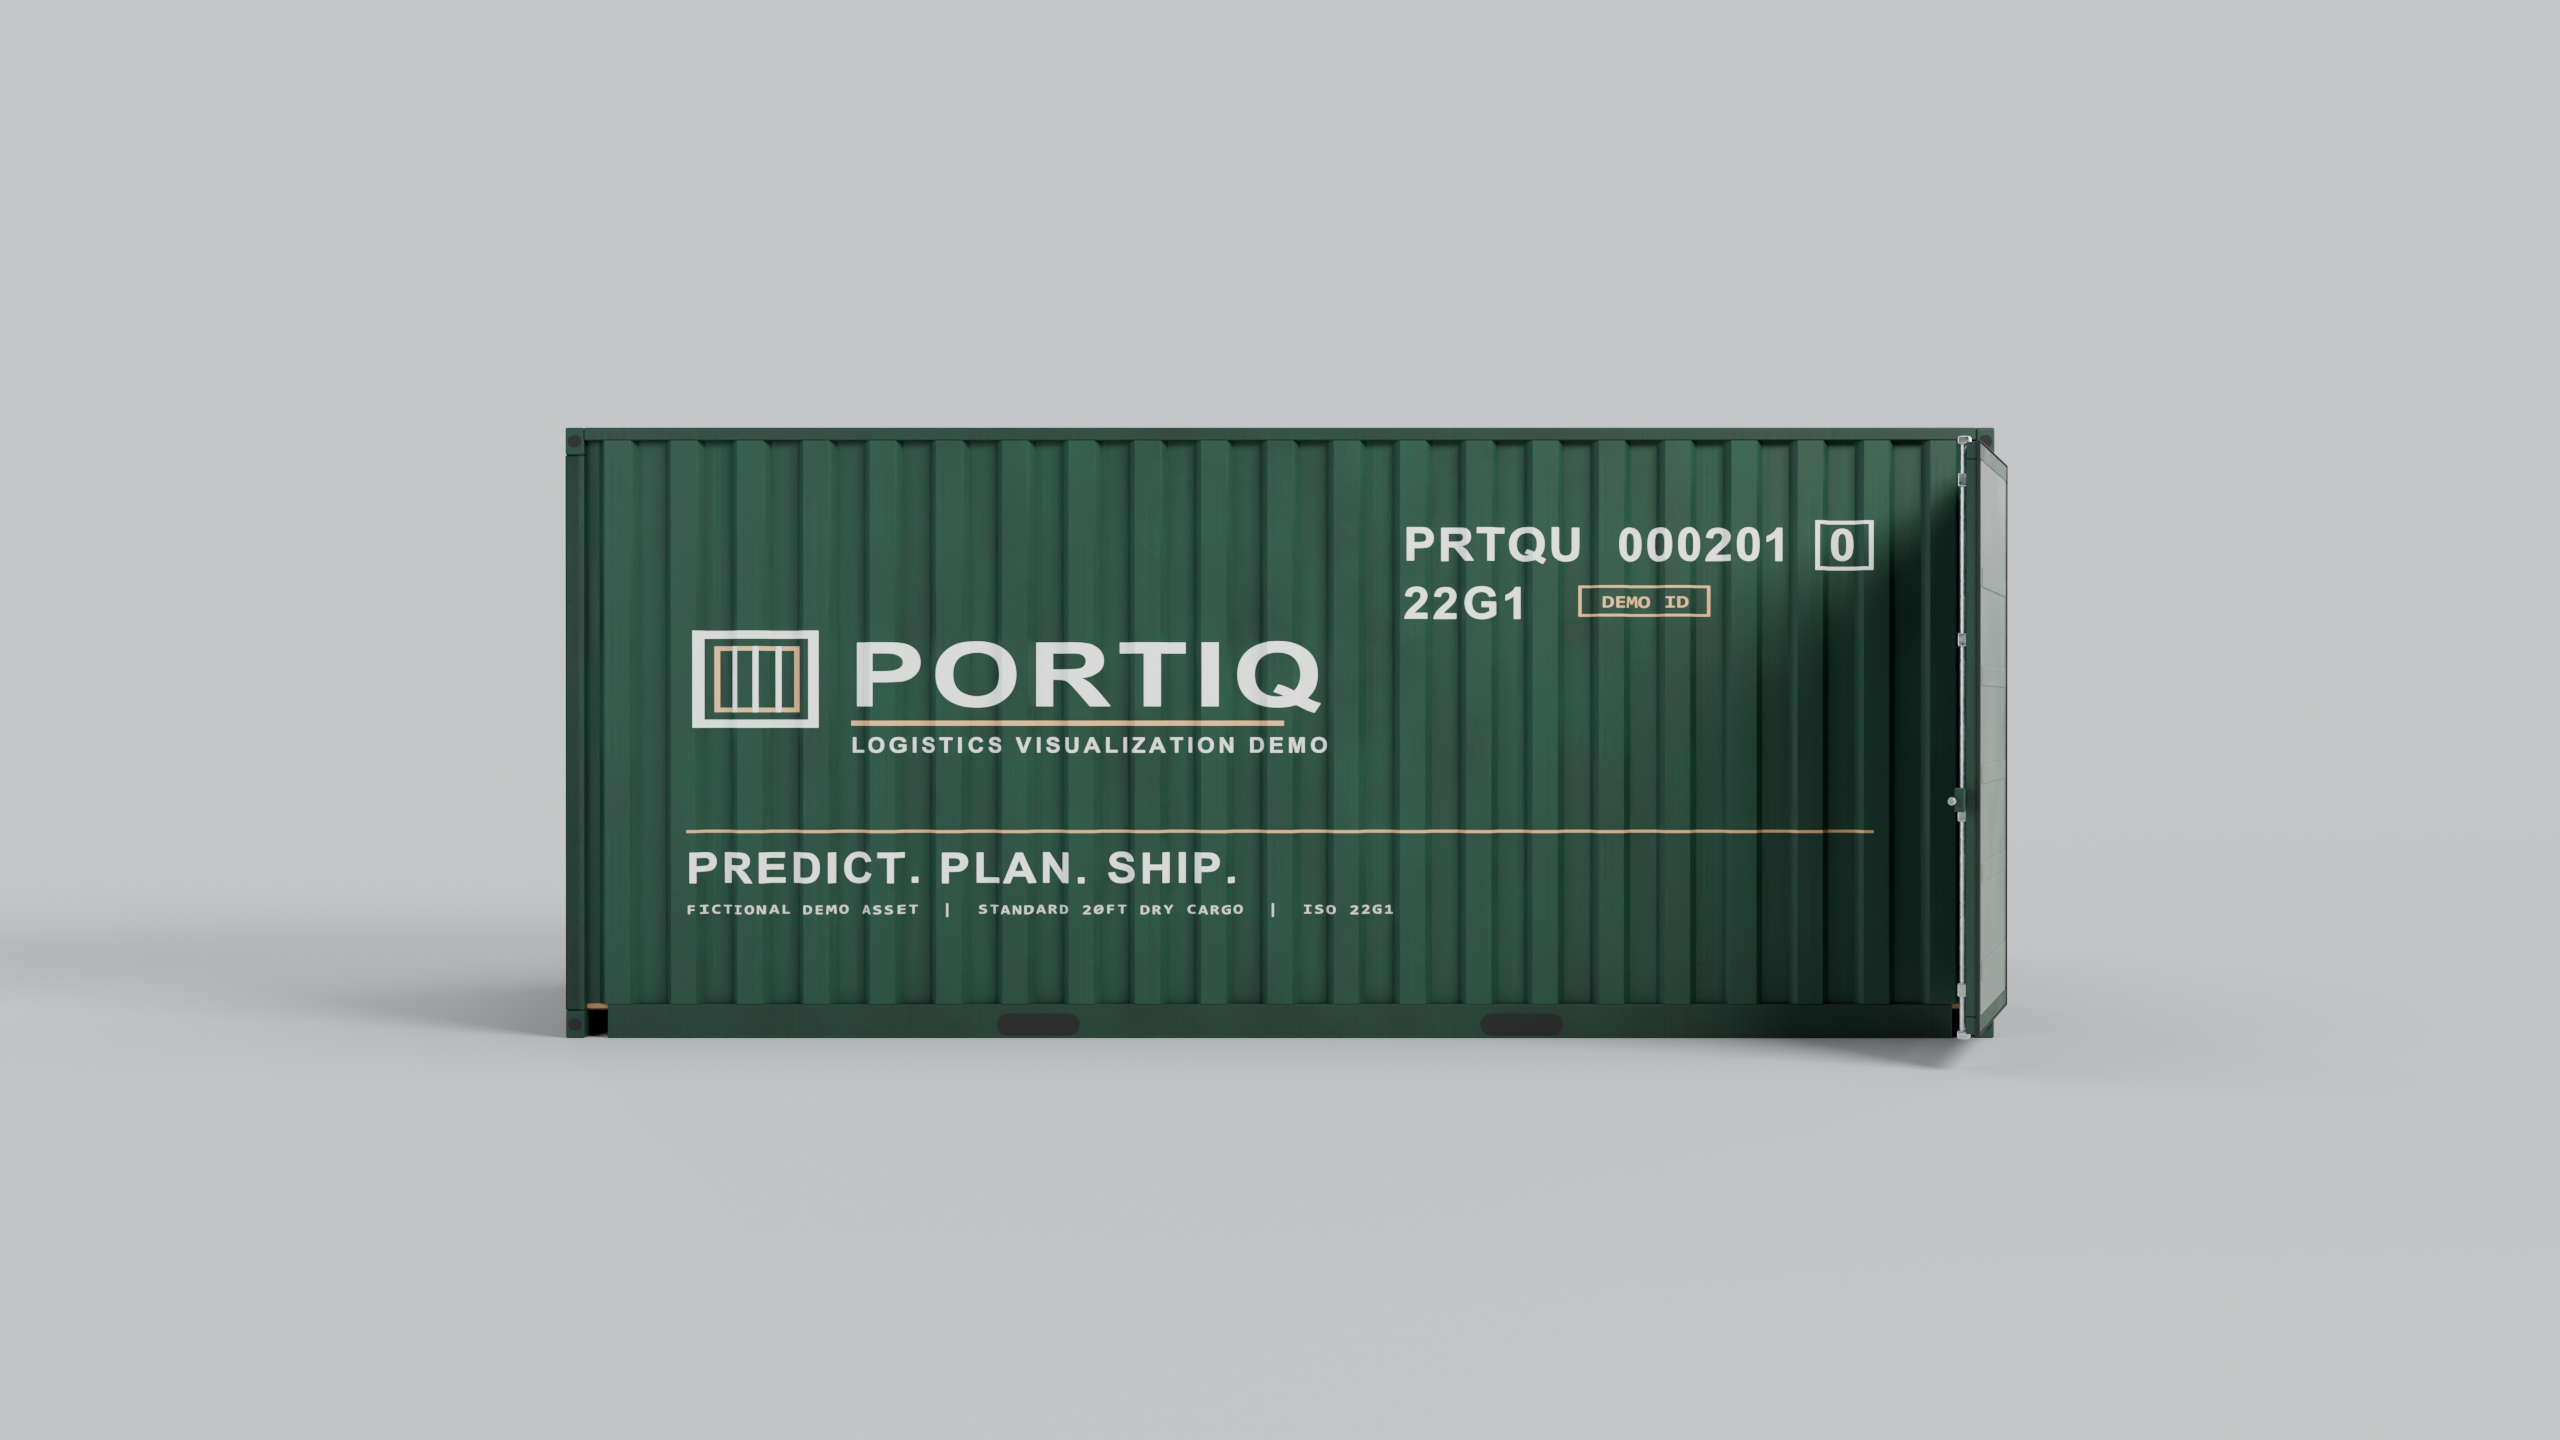 PRTQU 000201 0
22G1 DEMO ID
PORTIQ
LOGISTICS VISUALIZATION DEMO
PREDICT. PLAN. SHIP.
FICTIONAL DEMO ASSET | STANDARD 20FT DRY CARGO | ISO 22G1